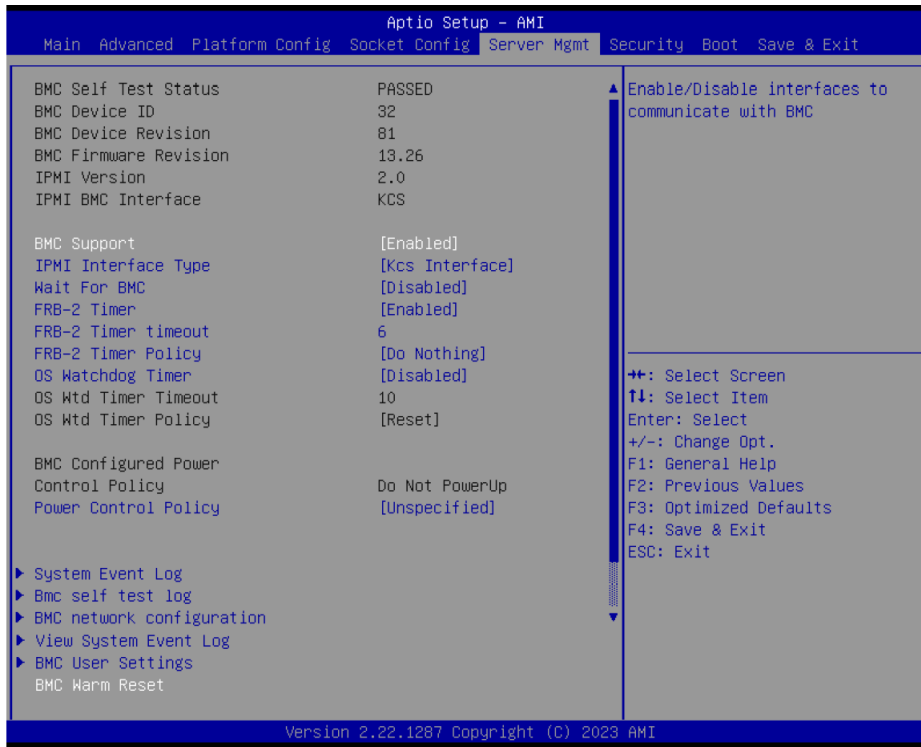 Aptio Setup – AMI
Main Advanced Platform Config Socket Config Server Mgmt Security Boot Save & Exit
BMC Self Test Status PASSED
BMC Device ID 32
BMC Device Revision 81
BMC Firmware Revision 13.26
IPMI Version 2.0
IPMI BMC Interface KCS
BMC Support [Enabled]
IPMI Interface Type [Kcs Interface]
Wait For BMC [Disabled]
FRB-2 Timer [Enabled]
FRB-2 Timer timeout 6
FRB-2 Timer Policy [Do Nothing]
OS Watchdog Timer [Disabled]
OS Wtd Timer Timeout 10
OS Wtd Timer Policy [Reset]
BMC Configured Power
Control Policy Do Not PowerUp
Power Control Policy [Unspecified]
System Event Log
Bmc self test log
BMC network configuration
View System Event Log
BMC User Settings
BMC Warm Reset
Enable/Disable interfaces to
communicate with BMC
→←: Select Screen
↑↓: Select Item
Enter: Select
+/-: Change Opt.
F1: General Help
F2: Previous Values
F3: Optimized Defaults
F4: Save & Exit
ESC: Exit
Version 2.22.1287 Copyright (C) 2023 AMI